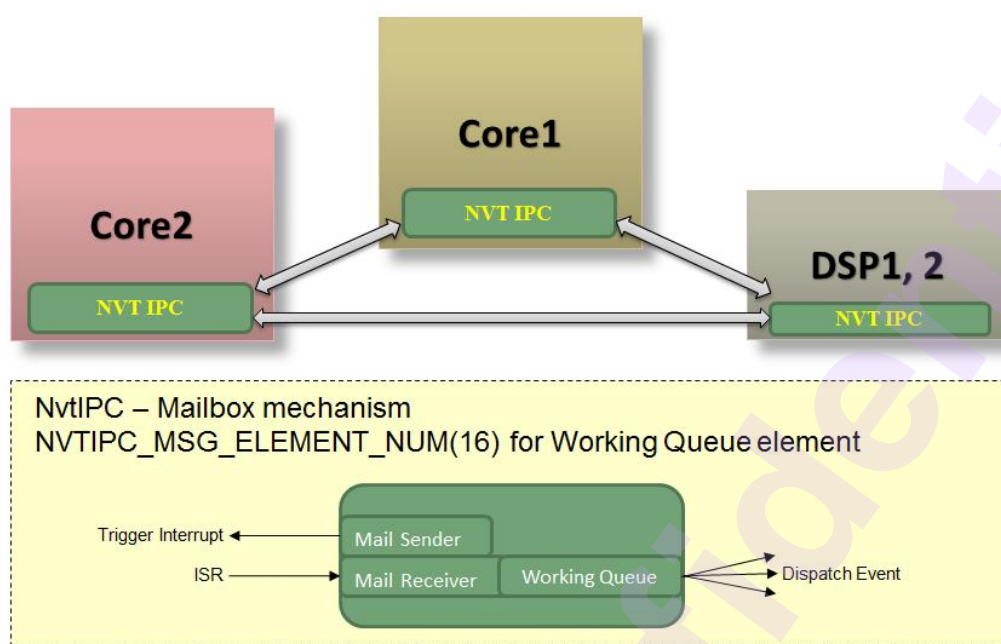 Core1
NVT IPC
Core2
NVT IPC
DSP1, 2
NVT IPC
NvtIPC – Mailbox mechanism
NVTIPC_MSG_ELEMENT_NUM(16) for Working Queue element
Trigger Interrupt
Mail Sender
ISR
Mail Receiver
Working Queue
Dispatch Event